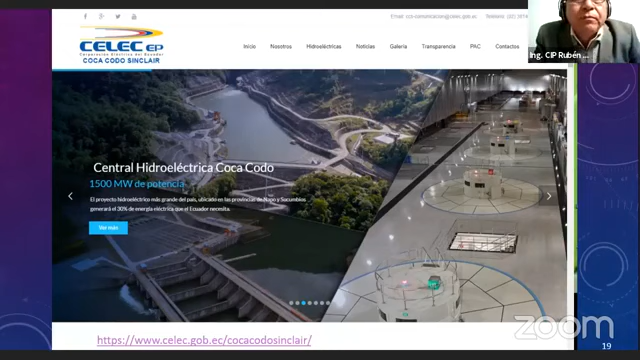 Email: ccs-comunicacion@celec.gob.ec
CELEC EP
Corporación Eléctrica del Ecuador
COCA CODO SINCLAIR
Inicio Nosotros Hidroeléctricas Noticias Galería Transparencia PAC Contactos
Ing. CIP Rubén ...
Central Hidroeléctrica Coca Codo
1500 MW de potencia
El proyecto hidroeléctrico más grande del país, ubicado en las provincias de Napo y Sucumbíos
generará el 30% de energía eléctrica que el Ecuador necesita.
Ver más
zoom
https://www.celec.gob.ec/cocacodosinclair/
19